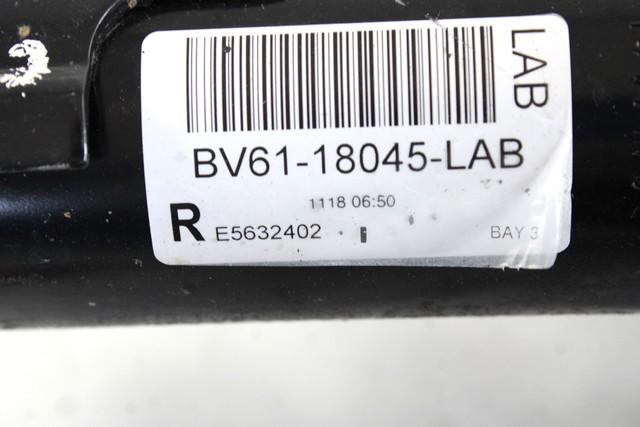 LAB
BV61-18045-LAB
1118 06:50
R E5632402
BAY 3